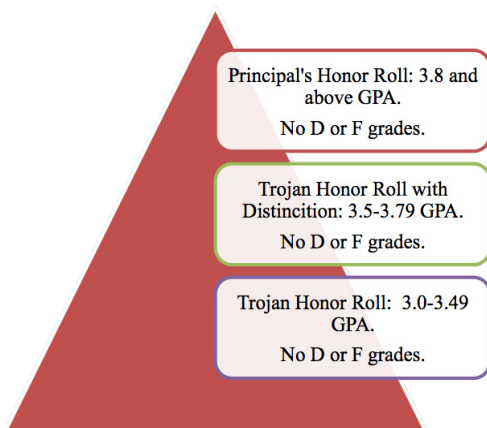 Principal's Honor Roll: 3.8 and
above GPA.
No D or F grades.
Trojan Honor Roll with
Distincition: 3.5-3.79 GPA.
No D or F grades.
Trojan Honor Roll:  3.0-3.49
GPA.
No D or F grades.